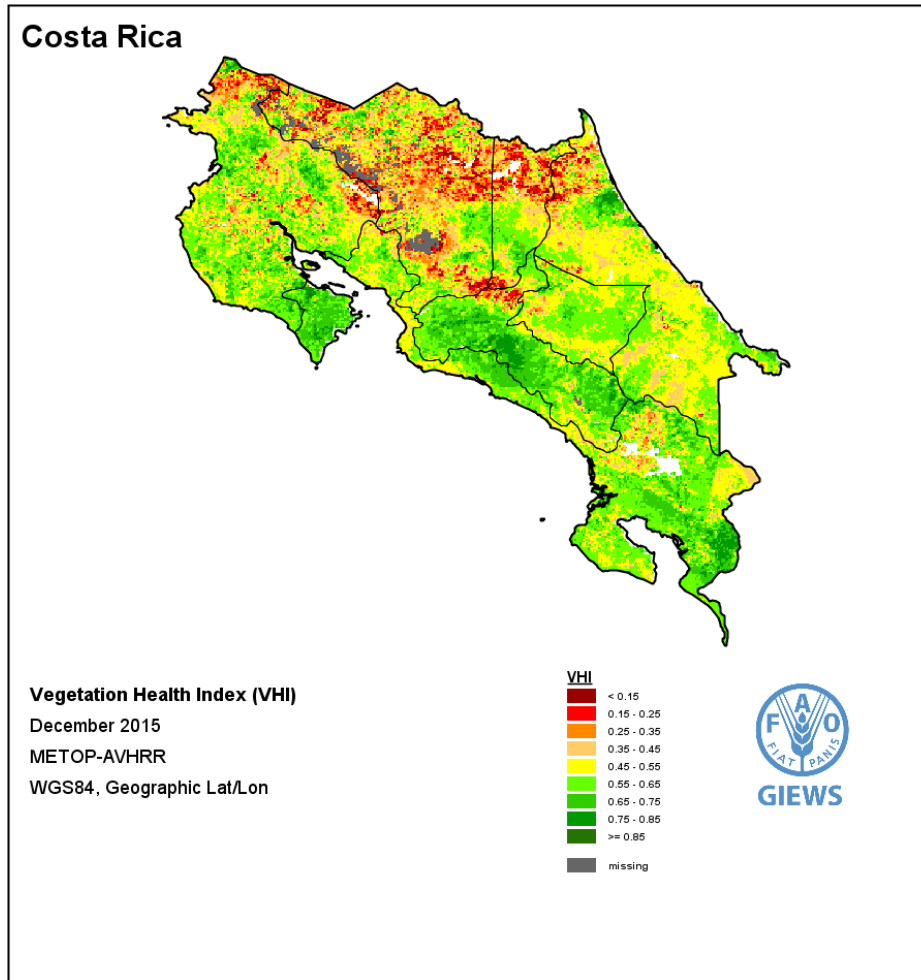 Costa Rica
Vegetation Health Index (VHI)
December 2015
METOP-AVHRR
WGS84, Geographic Lat/Lon
VHI
< 0.15
0.15 - 0.25
0.25 - 0.35
0.35 - 0.45
0.45 - 0.55
0.55 - 0.65
0.65 - 0.75
0.75 - 0.85
>= 0.85
missing
F A O
FIAT PANIS
GIEWS